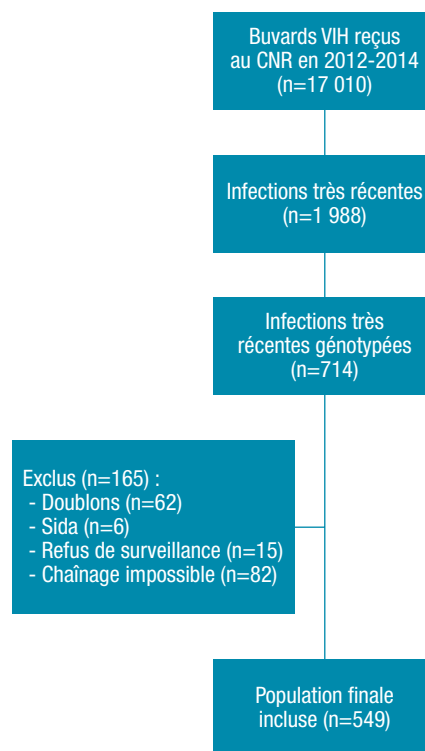 Buvards VIH reçus
au CNR en 2012-2014
(n=17 010)
Infections très récentes
(n=1 988)
Infections très
récentes génotypées
(n=714)
Exclus (n=165) :
- Doublons (n=62)
- Sida (n=6)
- Refus de surveillance (n=15)
- Chaînage impossible (n=82)
Population finale
incluse (n=549)